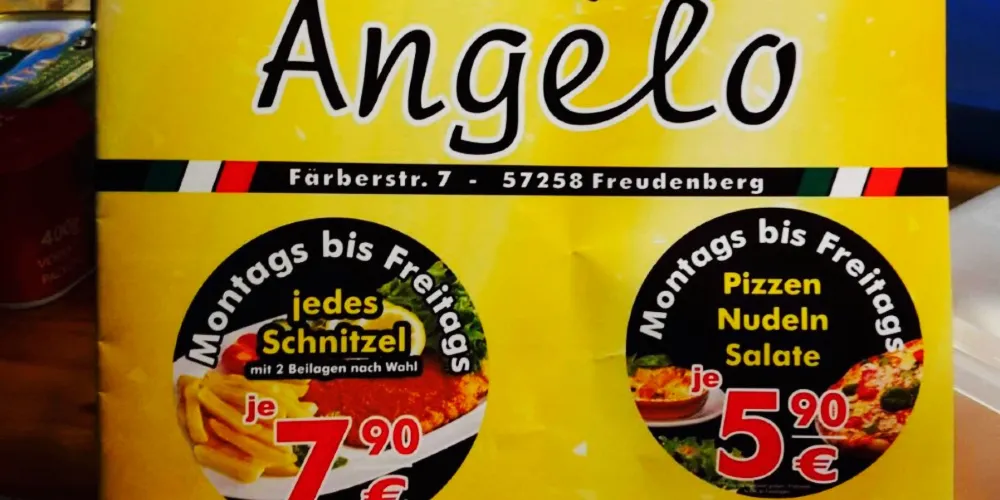 Angelo
Färberstr. 7 - 57258 Freudenberg
Montags bis Freitags
jedes
Schnitzel
mit 2 Beilagen nach Wahl
je
7 90
€
Montags bis Freitags
Pizzen
Nudeln
Salate
je
5 90
€
400g